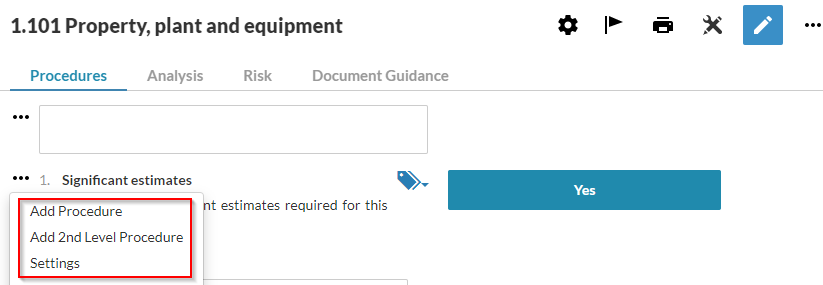 1.101 Property, plant and equipment
Procedures Analysis Risk Document Guidance
1. Significant estimates
Yes
Add Procedure
estimates required for this
Add 2nd Level Procedure
Settings